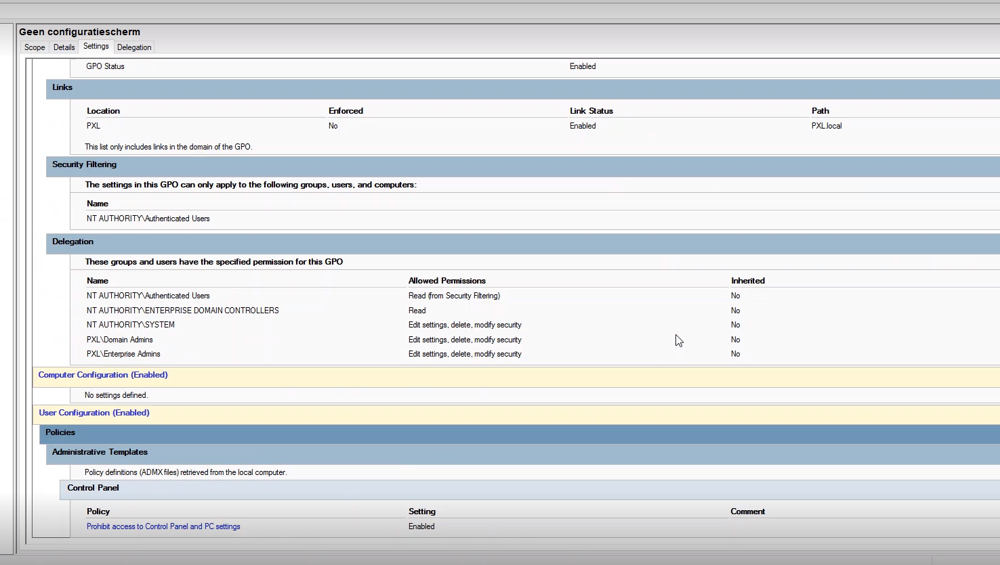 Geen configuratiescherm
Scope Details Settings Delegation
GPO Status Enabled
Links
Location Enforced Link Status Path
PXL No Enabled PXL.local
This list only includes links in the domain of the GPO.
Security Filtering
The settings in this GPO can only apply to the following groups, users, and computers:
Name
NT AUTHORITY\Authenticated Users
Delegation
These groups and users have the specified permission for this GPO
Name Allowed Permissions Inherited
NT AUTHORITY\Authenticated Users Read (from Security Filtering) No
NT AUTHORITY\ENTERPRISE DOMAIN CONTROLLERS Read No
NT AUTHORITY\SYSTEM Edit settings, delete, modify security No
PXL\Domain Admins Edit settings, delete, modify security No
PXL\Enterprise Admins Edit settings, delete, modify security No
Computer Configuration (Enabled)
No settings defined.
User Configuration (Enabled)
Policies
Administrative Templates
Policy definitions (ADMX files) retrieved from the local computer.
Control Panel
Policy Setting Comment
Prohibit access to Control Panel and PC settings Enabled